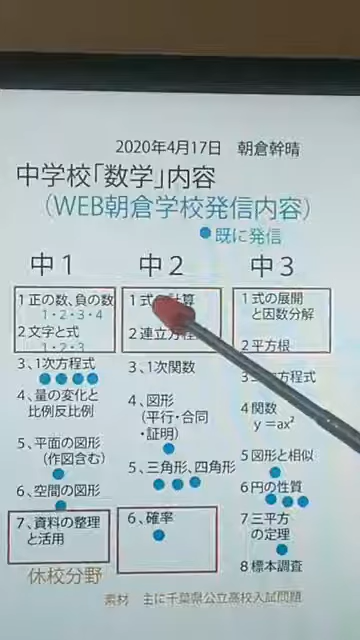 2020年4月17日 朝倉幹晴
中学校「数学」内容
(WEB朝倉学校発信内容)
●既に発信
中1
1正の数、負の数
1・2・3・4
2文字と式
1・2・3
3、1次方程式
4、量の変化と
比例反比例
5、平面の図形
(作図含む)
6、空間の図形
7、資料の整理
と活用
休校分野
中2
1 式 計算
2 連立方程
3、1次関数
4、図形
(平行・合同
・証明)
5、三角形、四角形
6、確率
中3
1 式の展開
と因数分解
2 平方根
3 方程式
4 関数
y=ax²
5 図形と相似
6 円の性質
7 三平方
の定理
8 標本調査
素材 主に千葉県公立高校入試問題